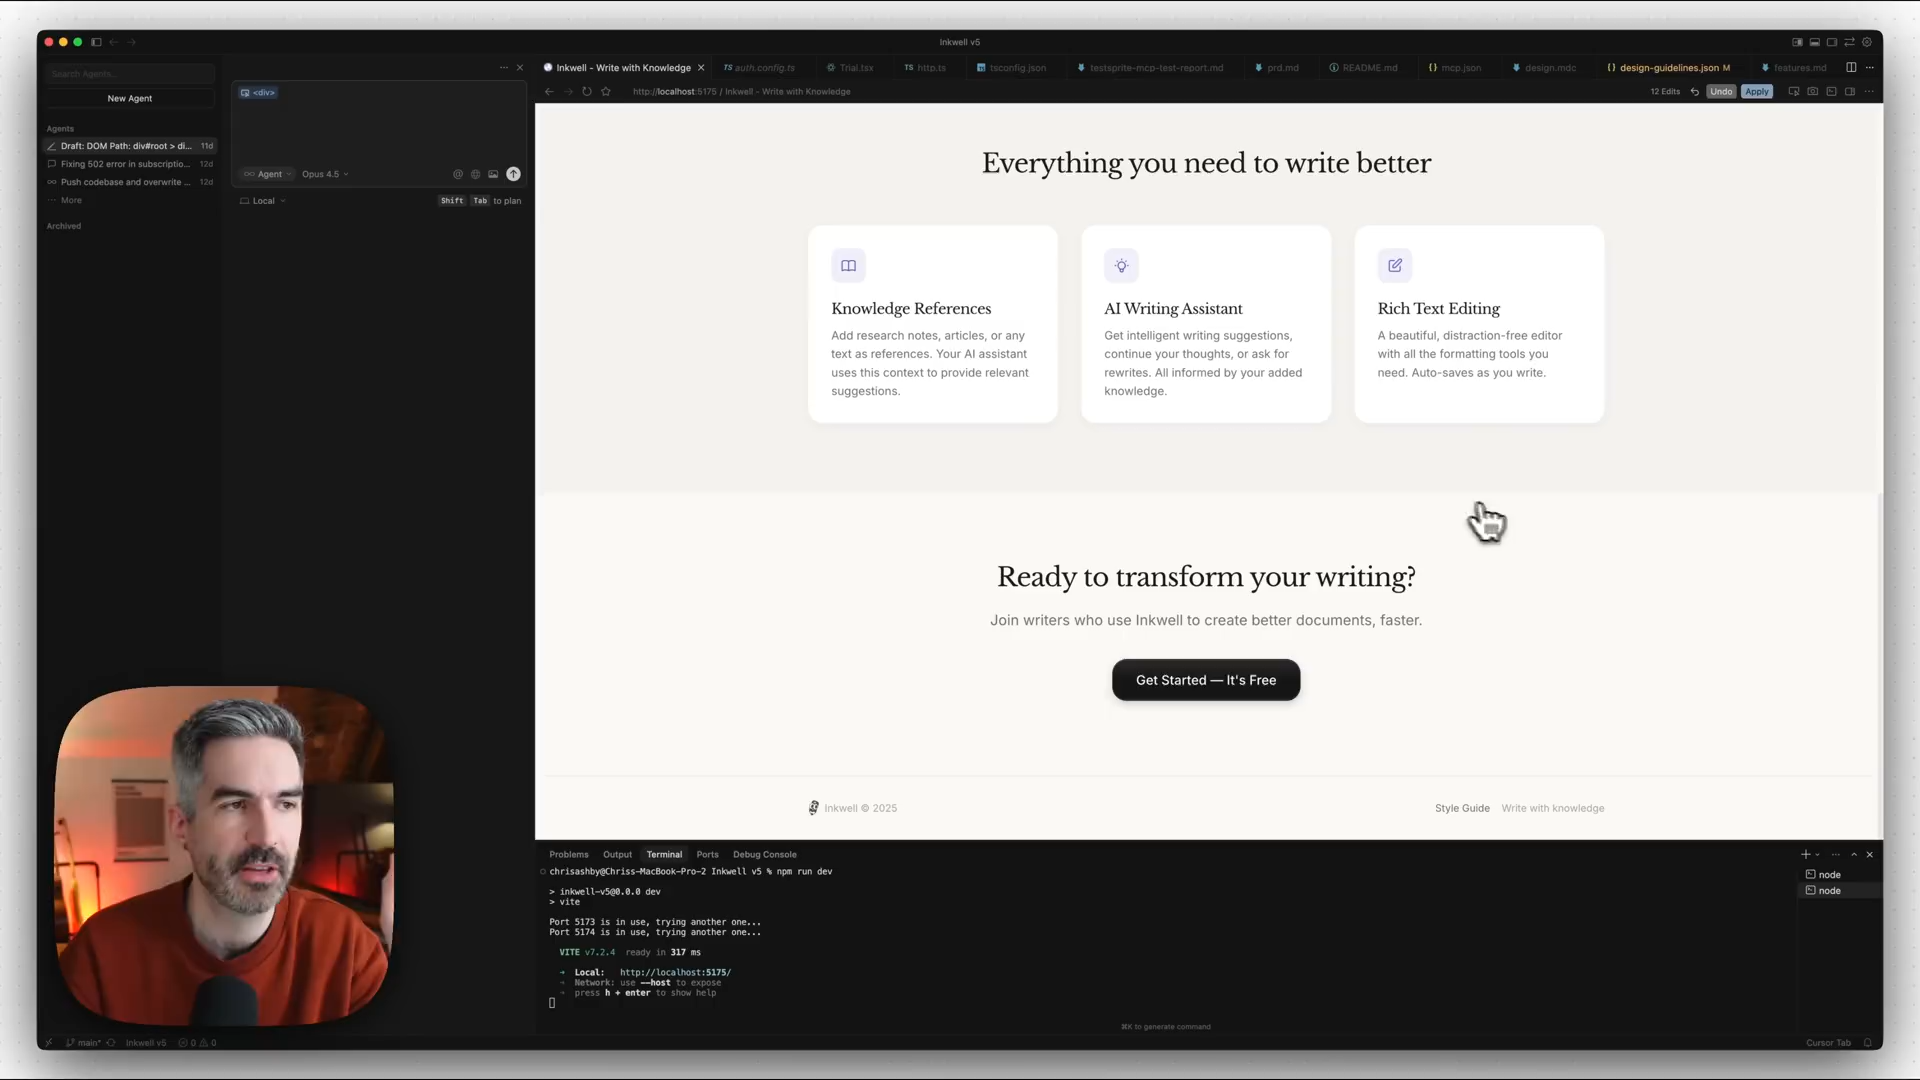 inkwell v5
Search Agents...
New Agent
Agents
Draft: DOM Path: div#root > di... 11d
Fixing 502 error in subscriptio... 12d
Push codebase and overwrite ... 12d
More
Archived
<div>
Agent Opus 4.5
Local Shift Tab to plan
Inkwell - Write with Knowledge
TS auth.config.ts
Trial.tsx
TS http.ts
tsconfig.json
testsprite-mcp-test-report.md
prd.md
README.md
{} mcp.json
design.mdc
{} design-guidelines.json M
features.md
http://localhost:5175 / Inkwell - Write with Knowledge
12 Edits Undo Apply
Everything you need to write better
Knowledge References
Add research notes, articles, or any
text as references. Your AI assistant
uses this context to provide relevant
suggestions.
AI Writing Assistant
Get intelligent writing suggestions,
continue your thoughts, or ask for
rewrites. All informed by your added
knowledge.
Rich Text Editing
A beautiful, distraction-free editor
with all the formatting tools you
need. Auto-saves as you write.
Ready to transform your writing?
Join writers who use Inkwell to create better documents, faster.
Get Started — It's Free
Inkwell © 2025
Style Guide Write with knowledge
Problems Output Terminal Ports Debug Console
chrisashby@Chriss-MacBook-Pro-2 Inkwell v5 % npm run dev
> inkwell-v5@0.0.0 dev
> vite
Port 5173 is in use, trying another one...
Port 5174 is in use, trying another one...
VITE v7.2.4 ready in 317 ms
➜ Local: http://localhost:5175/
➜ Network: use --host to expose
➜ press h + enter to show help
⌘K to generate command
node
node
main* Inkwell v5 0 0
Cursor Tab